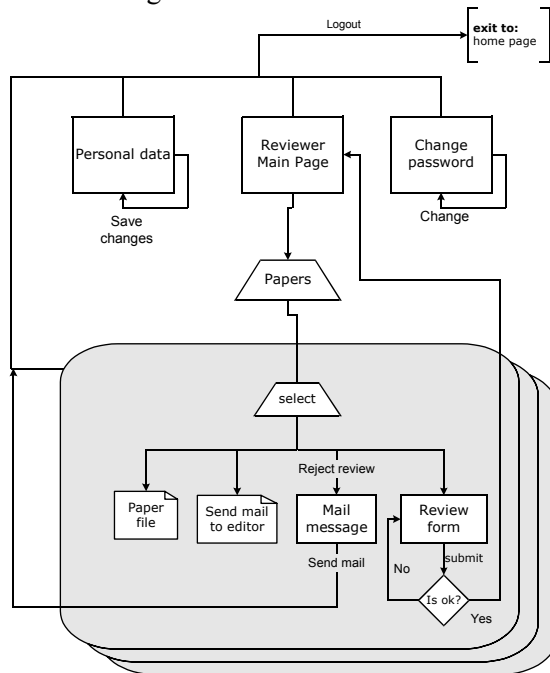 Logout
exit to:
home page
Personal data
Reviewer
Main Page
Change
password
Save
changes
Change
Papers
select
Reject review
Paper
file
Send mail
to editor
Mail
message
Review
form
Send mail
submit
No
Is ok?
Yes